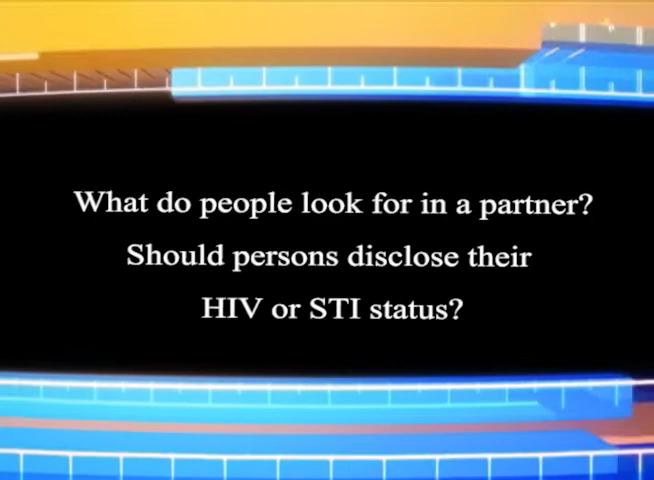 What do people look for in a partner?
Should persons disclose their
HIV or STI status?